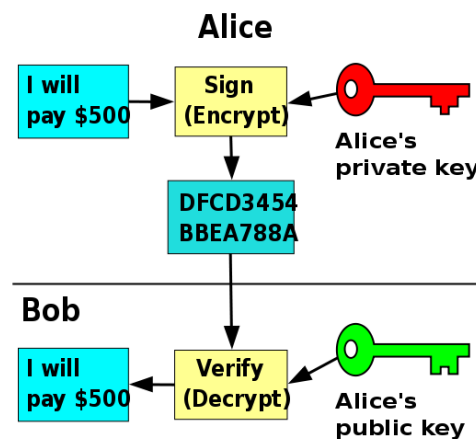 Alice
I will
pay $500
Sign
(Encrypt)
Alice's
private key
DFCD3454
BBEA788A
Bob
I will
pay $500
Verify
(Decrypt)
Alice's
public key